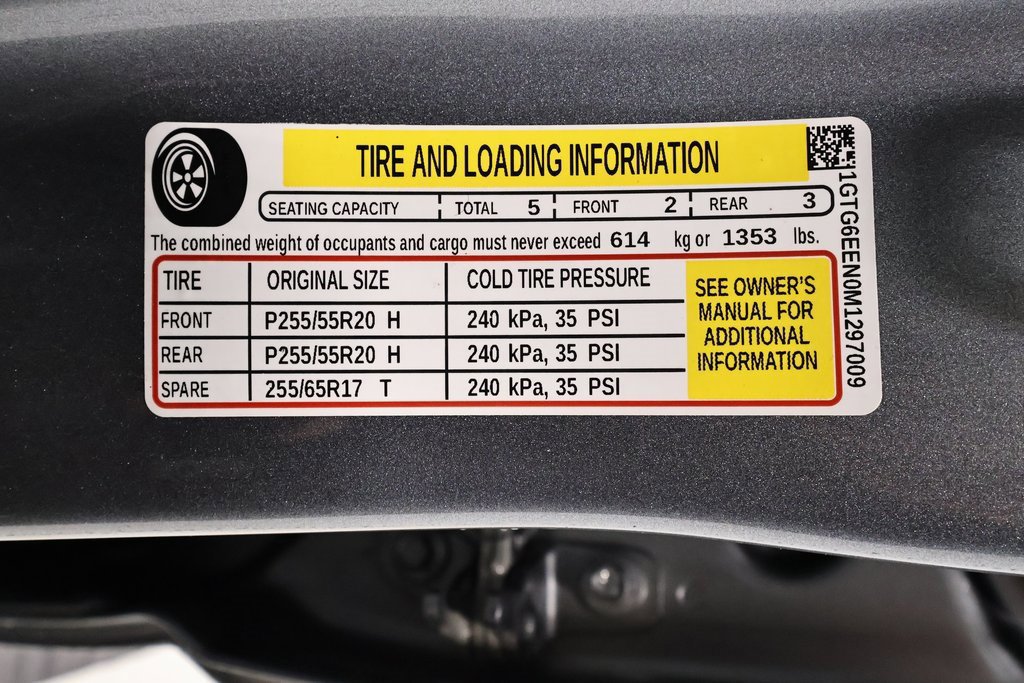 TIRE AND LOADING INFORMATION
SEATING CAPACITY TOTAL 5 FRONT 2 REAR 3
The combined weight of occupants and cargo must never exceed 614 kg or 1353 lbs.
TIRE ORIGINAL SIZE COLD TIRE PRESSURE
FRONT P255/55R20 H 240 kPa, 35 PSI
REAR P255/55R20 H 240 kPa, 35 PSI
SPARE 255/65R17 T 240 kPa, 35 PSI
SEE OWNER'S
MANUAL FOR
ADDITIONAL
INFORMATION
1GTG6EEN0M1297009